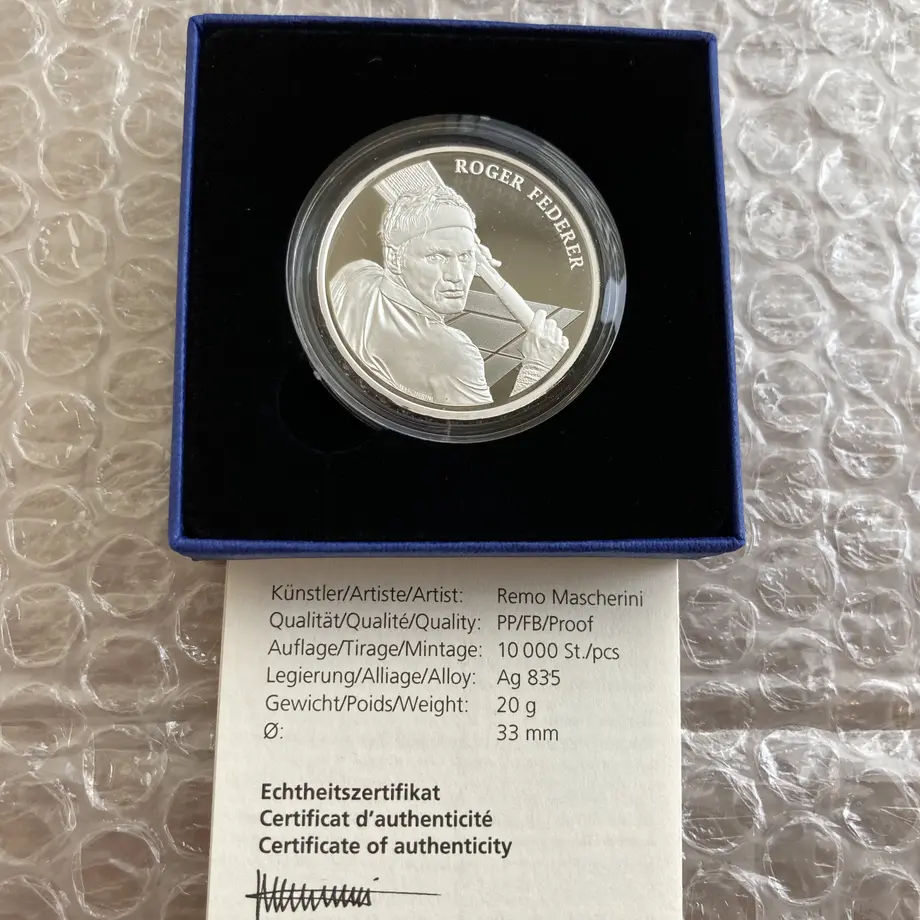 ROGER FEDERER
Künstler/Artiste/Artist: Remo Mascherini
Qualität/Qualité/Quality: PP/FB/Proof
Auflage/Tirage/Mintage: 10 000 St./pcs
Legierung/Alliage/Alloy: Ag 835
Gewicht/Poids/Weight: 20 g
Ø: 33 mm
Echtheitszertifikat
Certificat d'authenticité
Certificate of authenticity